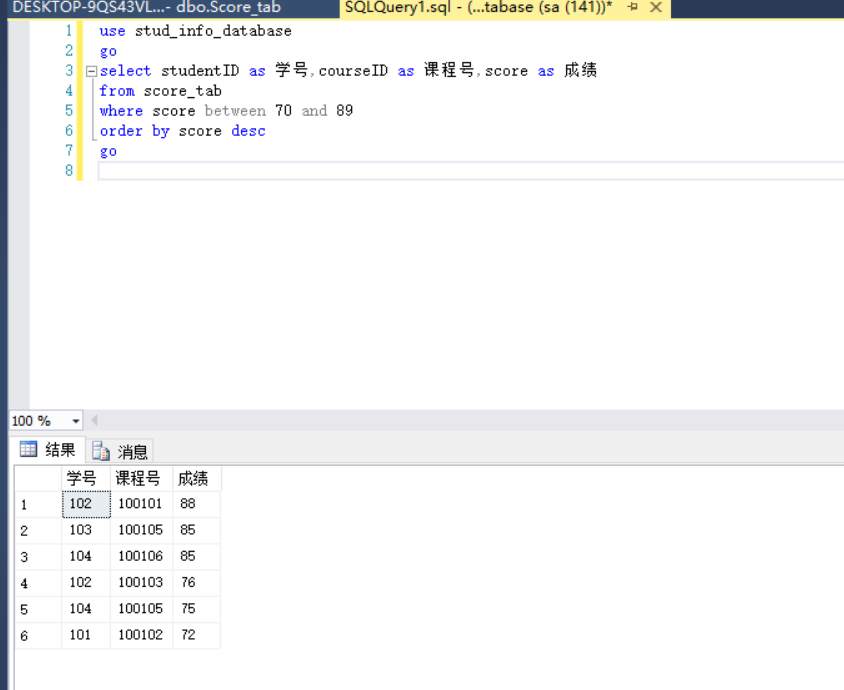 DESKTOP-9QS43VL...- dbo.Score_tab SQLQuery1.sql - (...tabase (sa (141))*
1 use stud_info_database
2 go
3 select studentID as 学号,courseID as 课程号,score as 成绩
4 from score_tab
5 where score between 70 and 89
6 order by score desc
7 go
8
100 %
结果 消息
学号 课程号 成绩
1 102 100101 88
2 103 100105 85
3 104 100106 85
4 102 100103 76
5 104 100105 75
6 101 100102 72